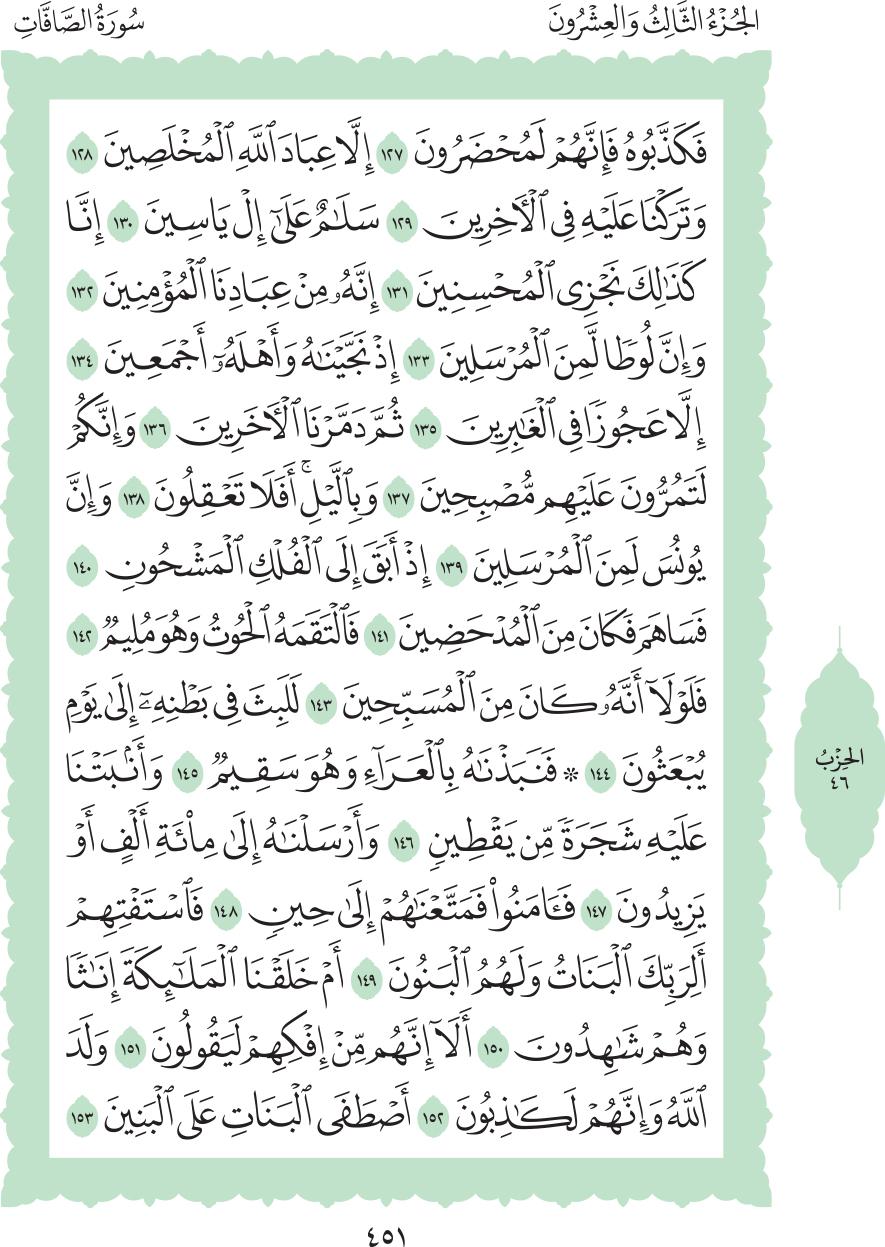 الجُزْءُ الثَّالِثُ وَالعِشْرُونَ
سُورَةُ الصَّافَّاتِ
فَكَذَّبُوهُ فَإِنَّهُمۡ لَمُحۡضَرُونَ ١٢٧ إِلَّا عِبَادَ ٱللَّهِ ٱلۡمُخۡلَصِينَ ١٢٨
وَتَرَكۡنَا عَلَيۡهِ فِي ٱلۡأٓخِرِينَ ١٢٩ سَلَٰمٌ عَلَىٰٓ إِلۡ يَاسِينَ ١٣٠ إِنَّا
كَذَٰلِكَ نَجۡزِي ٱلۡمُحۡسِنِينَ ١٣١ إِنَّهُۥ مِنۡ عِبَادِنَا ٱلۡمُؤۡمِنِينَ ١٣٢
وَإِنَّ لُوطٗا لَّمِنَ ٱلۡمُرۡسَلِينَ ١٣٣ إِذۡ نَجَّيۡنَٰهُ وَأَهۡلَهُۥٓ أَجۡمَعِينَ ١٣٤
إِلَّا عَجُوزٗا فِي ٱلۡغَٰبِرِينَ ١٣٥ ثُمَّ دَمَّرۡنَا ٱلۡأٓخَرِينَ ١٣٦ وَإِنَّكُمۡ
لَتَمُرُّونَ عَلَيۡهِم مُّصۡبِحِينَ ١٣٧ وَبِٱلَّيۡلِۚ أَفَلَا تَعۡقِلُونَ ١٣٨ وَإِنَّ
يُونُسَ لَمِنَ ٱلۡمُرۡسَلِينَ ١٣٩ إِذۡ أَبَقَ إِلَى ٱلۡفُلۡكِ ٱلۡمَشۡحُونِ ١٤٠
فَسَاهَمَ فَكَانَ مِنَ ٱلۡمُدۡحَضِينَ ١٤١ فَٱلۡتَقَمَهُ ٱلۡحُوتُ وَهُوَ مُلِيمٞ ١٤٢
فَلَوۡلَآ أَنَّهُۥ كَانَ مِنَ ٱلۡمُسَبِّحِينَ ١٤٣ لَلَبِثَ فِي بَطۡنِهِۦٓ إِلَىٰ يَوۡمِ
يُبۡعَثُونَ ١٤٤ ۞ فَنَبَذۡنَٰهُ بِٱلۡعَرَآءِ وَهُوَ سَقِيمٞ ١٤٥ وَأَنۢبَتۡنَا
عَلَيۡهِ شَجَرَةٗ مِّن يَقۡطِينٖ ١٤٦ وَأَرۡسَلۡنَٰهُ إِلَىٰ مِاْئَةِ أَلۡفٍ أَوۡ
يَزِيدُونَ ١٤٧ فَـَٔامَنُواْ فَمَتَّعۡنَٰهُمۡ إِلَىٰ حِينٖ ١٤٨ فَٱسۡتَفۡتِهِمۡ
أَلِرَبِّكَ ٱلۡبَنَاتُ وَلَهُمُ ٱلۡبَنُونَ ١٤٩ أَمۡ خَلَقۡنَا ٱلۡمَلَٰٓئِكَةَ إِنَٰثٗا
وَهُمۡ شَٰهِدُونَ ١٥٠ أَلَآ إِنَّهُم مِّنۡ إِفۡكِهِمۡ لَيَقُولُونَ ١٥١ وَلَدَ
ٱللَّهُ وَإِنَّهُمۡ لَكَٰذِبُونَ ١٥٢ أَصۡطَفَى ٱلۡبَنَاتِ عَلَى ٱلۡبَنِينَ ١٥٣
الحِزْبُ
٤٦
٤٥١